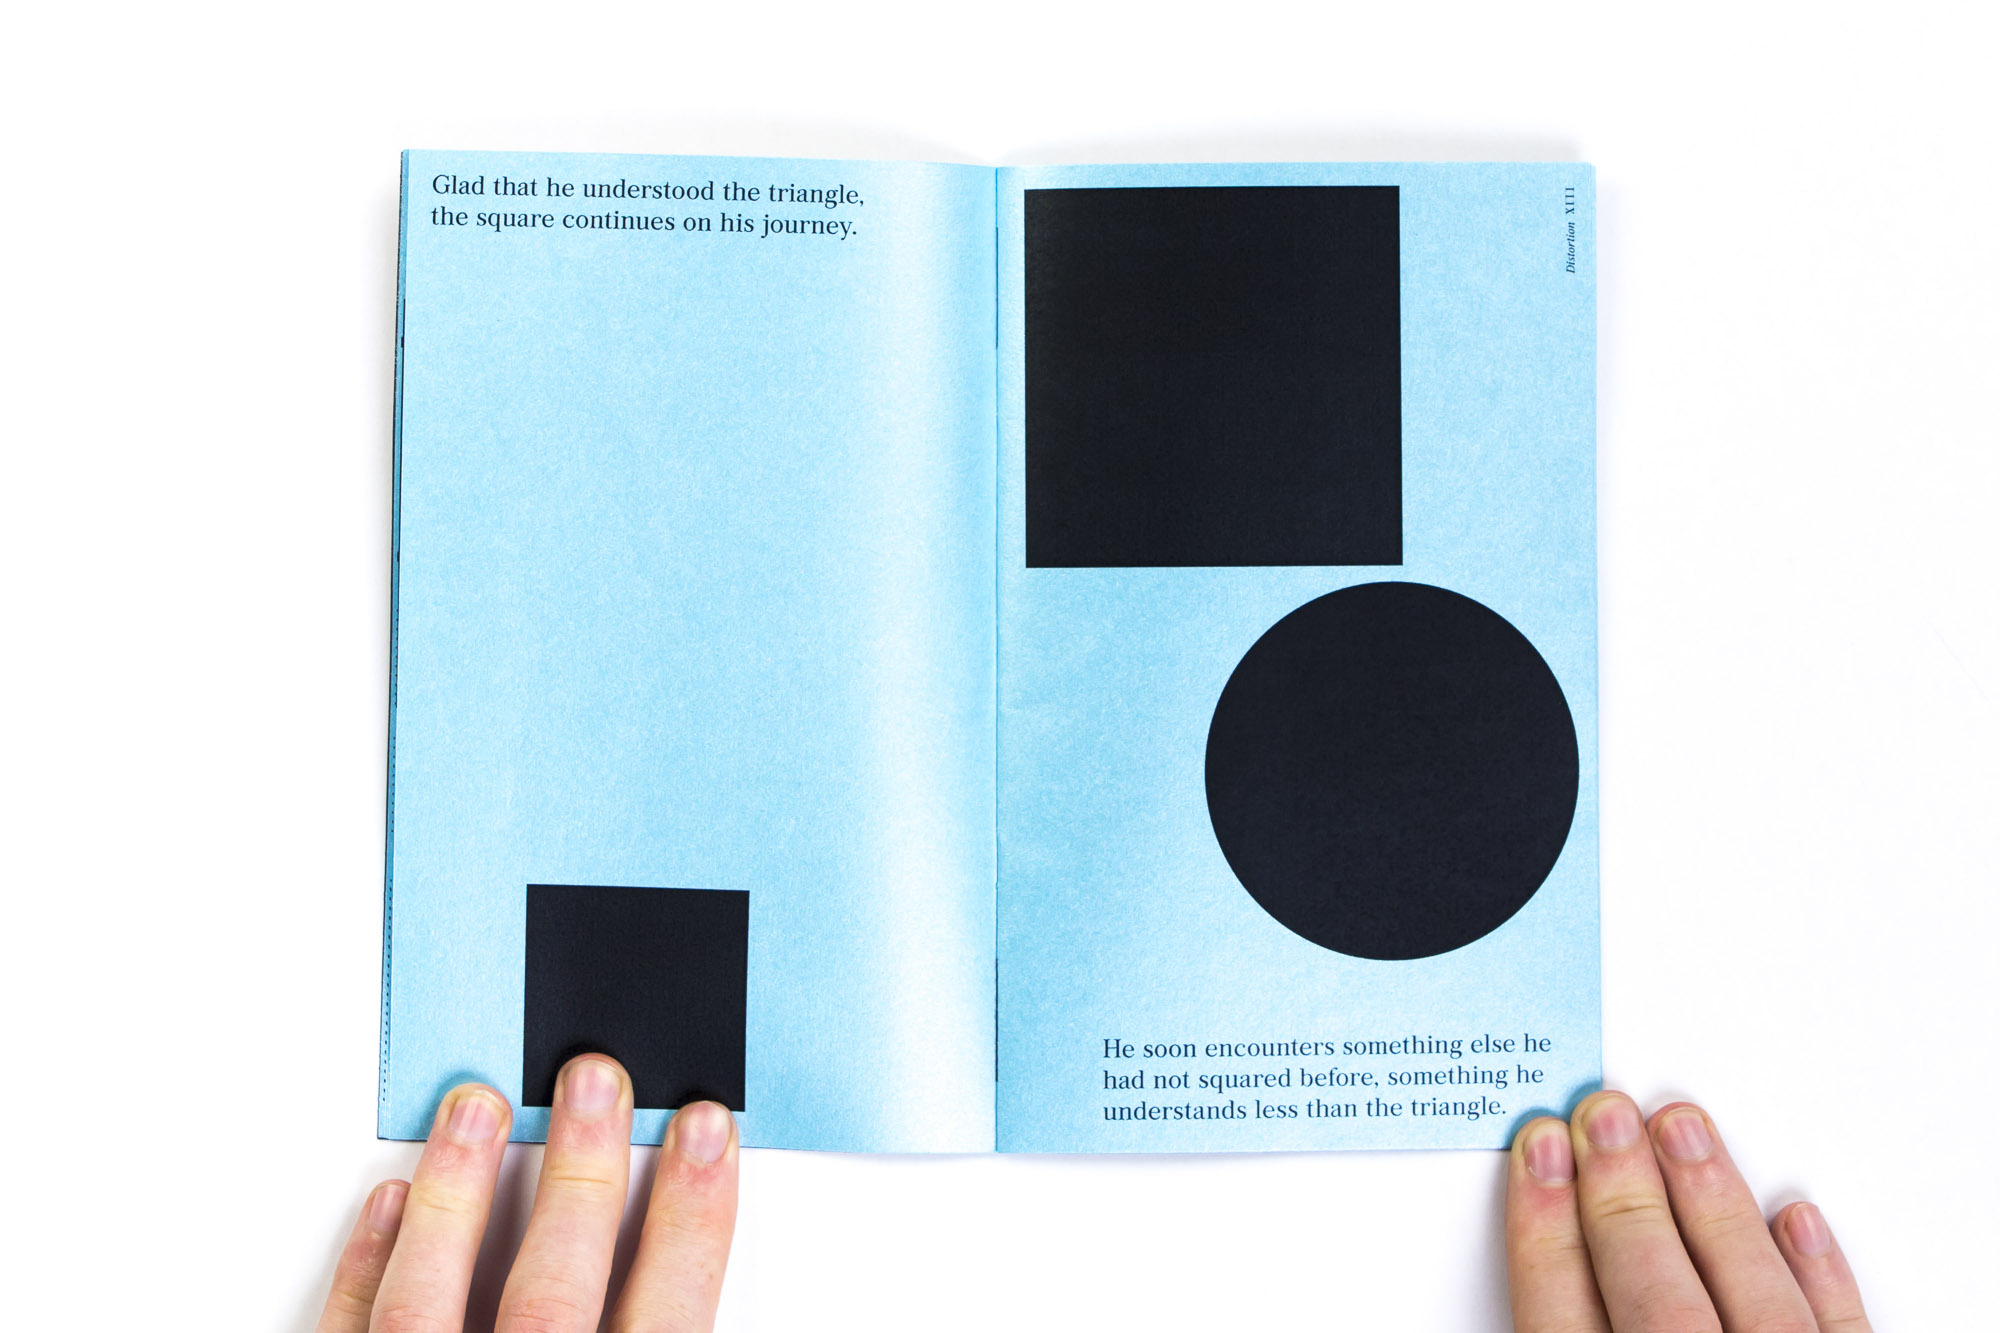 Glad that he understood the triangle,
the square continues on his journey.
Distortion XIII
He soon encounters something else he
had not squared before, something he
understands less than the triangle.